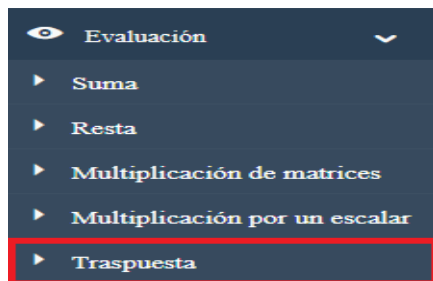 Evaluación
Suma
Resta
Multiplicación de matrices
Multiplicación por un escalar
Traspuesta